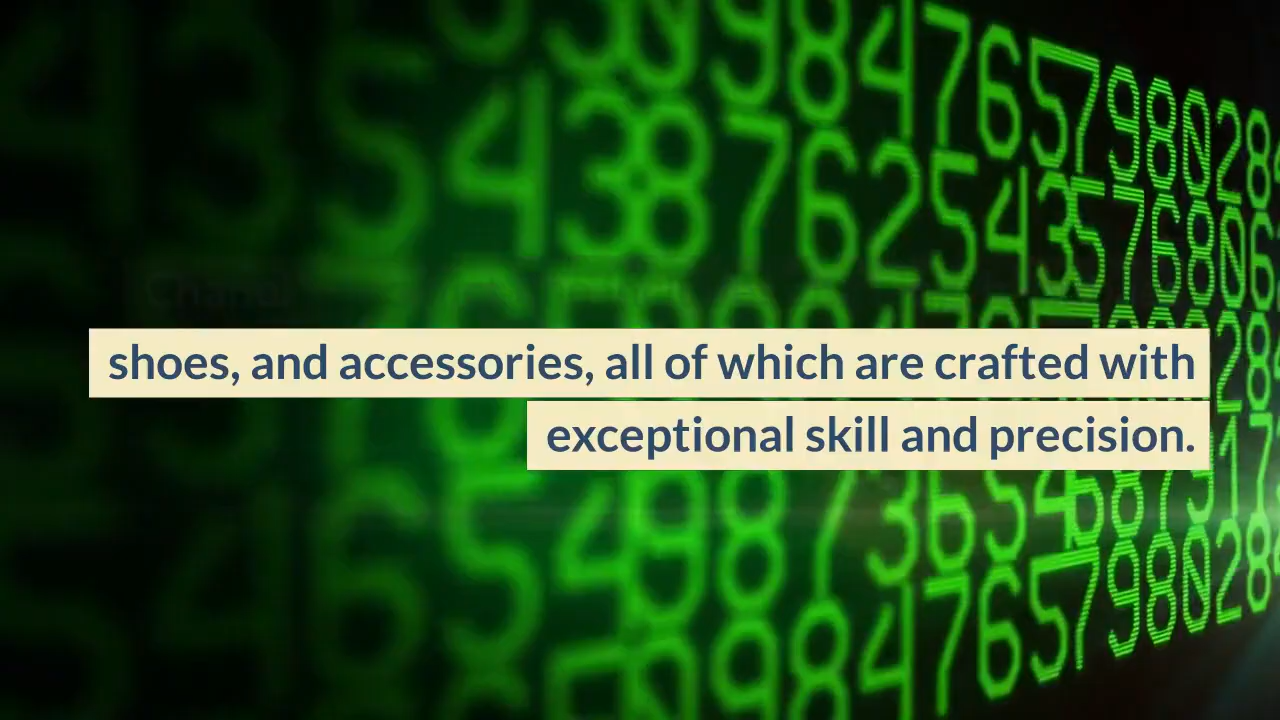 shoes, and accessories, all of which are crafted with
exceptional skill and precision.